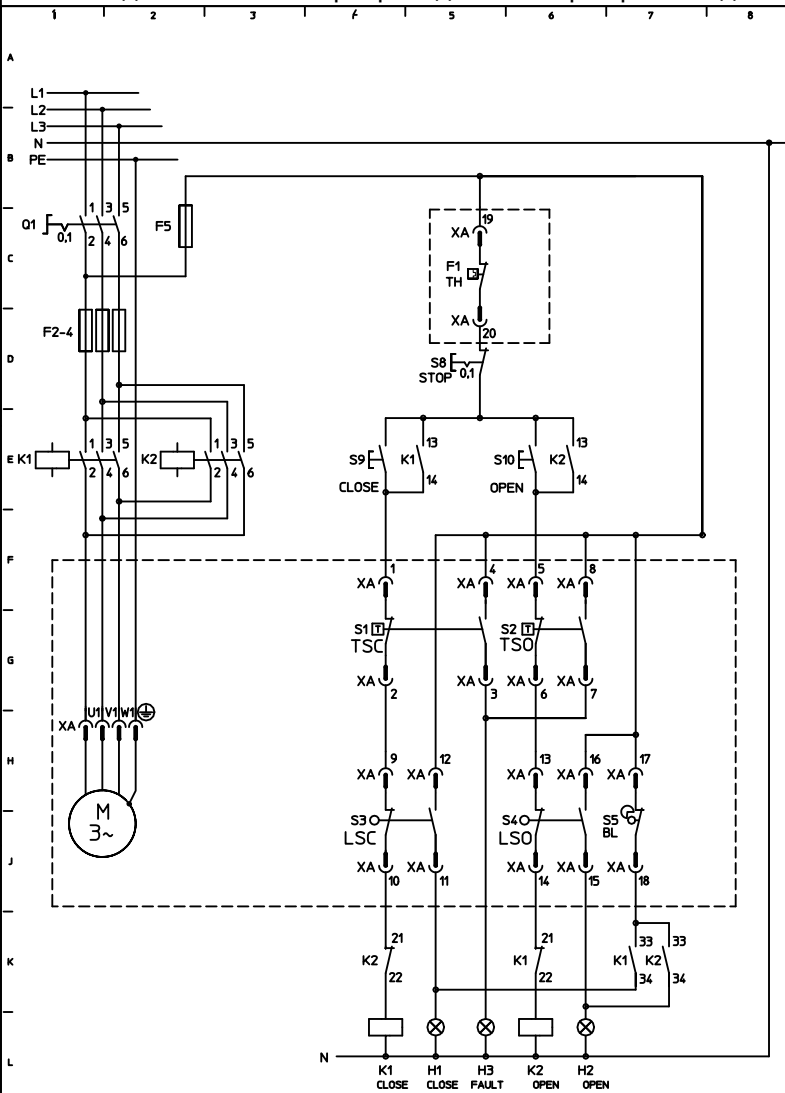 1 2 3 4 5 6 7 8
A
L1
L2
L3
N
B PE
1 3 5
19
Q1 0,1 F5 XA
2 4 6
C
F1
TH
XA
20
F2-4
D
S8
STOP 0,1
1 3 5 1 3 5 13 13
E K1 K2 S9 K1 S10 K2
2 4 6 2 4 6 14 14
CLOSE OPEN
F
1 4 5 8
XA XA XA XA
S1 T S2 T
TSC TSO
G
XA XA XA XA
2 3 6 7
U1 V1 W1
XA
9 12 13 16 17
H
XA XA XA XA XA
S3 S4 S5
LSC LSO BL
J
XA XA XA XA XA
10 11 14 15 18
M
3~
21 21 33 33
K K2 K1 K1 K2
22 22 34 34
L
N
K1 H1 H3 K2 H2
CLOSE CLOSE FAULT OPEN OPEN